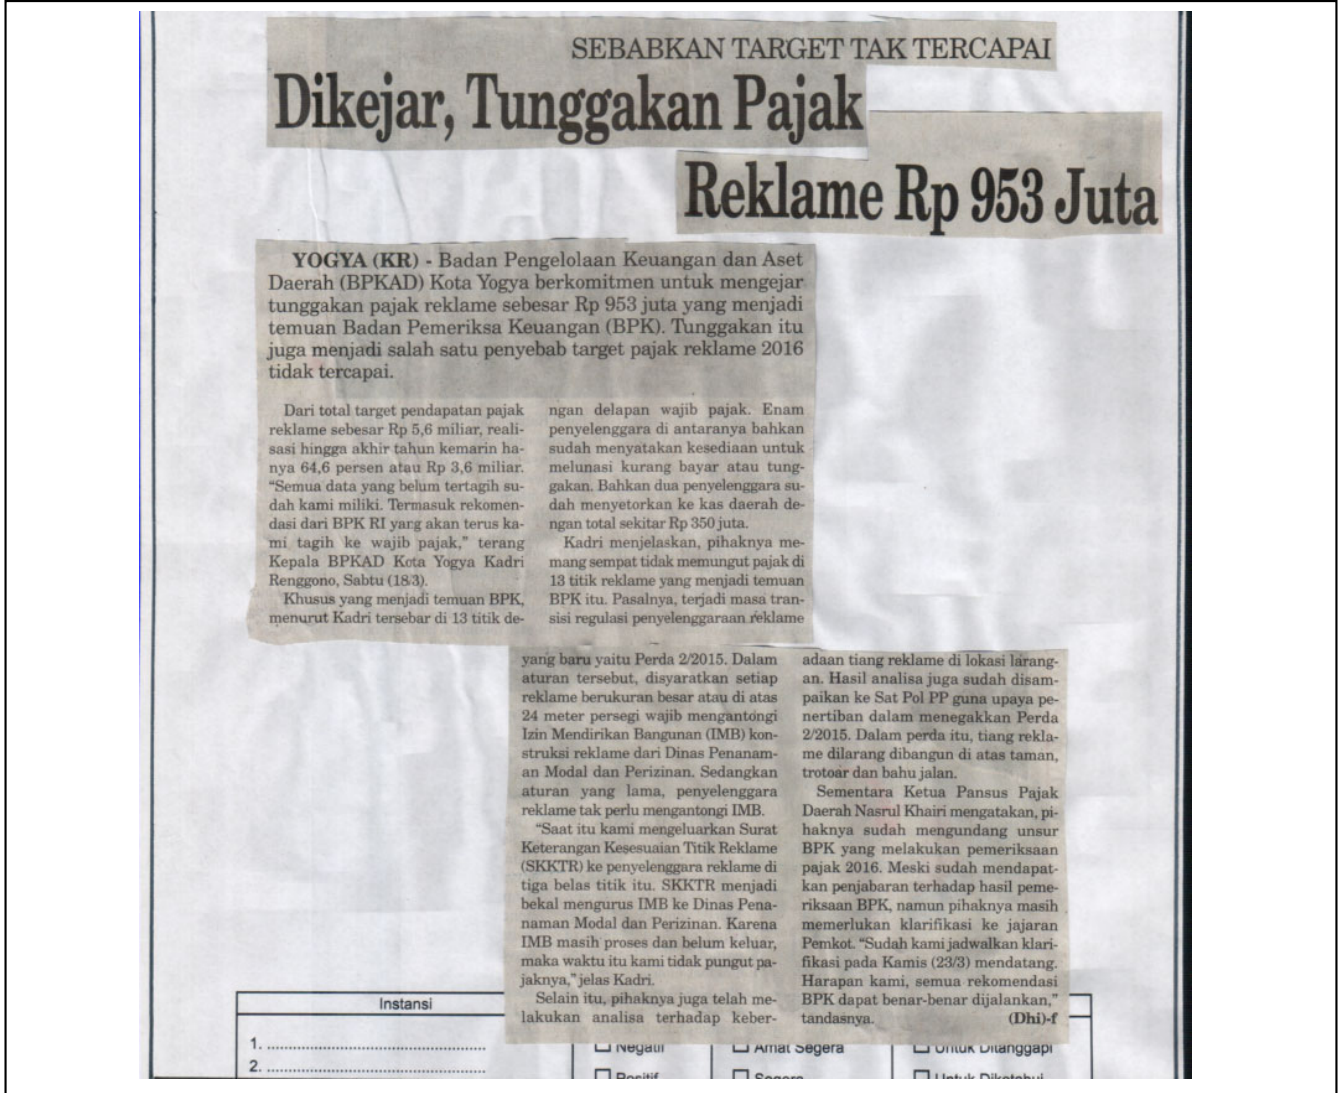 SEBABKAN TARGET TAK TERCAPAI
Dikejar, Tunggakan Pajak
Reklame Rp 953 Juta
YOGYA (KR) - Badan Pengelolaan Keuangan dan Aset
Daerah (BPKAD) Kota Yogya berkomitmen untuk mengejar
tunggakan pajak reklame sebesar Rp 953 juta yang menjadi
temuan Badan Pemeriksa Keuangan (BPK). Tunggakan itu
juga menjadi salah satu penyebab target pajak reklame 2016
tidak tercapai.
Dari total target pendapatan pajak
reklame sebesar Rp 5,6 miliar, reali-
sasi hingga akhir tahun kemarin ha-
nya 64,6 persen atau Rp 3,6 miliar.
“Semua data yang belum tertagih su-
dah kami miliki. Termasuk rekomen-
dasi dari BPK RI yang akan terus ka-
mi tagih ke wajib pajak,” terang
Kepala BPKAD Kota Yogya Kadri
Renggono, Sabtu (18/3).
Khusus yang menjadi temuan BPK,
menurut Kadri tersebar di 13 titik de-
ngan delapan wajib pajak. Enam
penyelenggara di antaranya bahkan
sudah menyatakan kesediaan untuk
melunasi kurang bayar atau tung-
gakan. Bahkan dua penyelenggara su-
dah menyetorkan ke kas daerah de-
ngan total sekitar Rp 350 juta.
Kadri menjelaskan, pihaknya me-
mang sempat tidak memungut pajak di
13 titik reklame yang menjadi temuan
BPK itu. Pasalnya, terjadi masa tran-
sisi regulasi penyelenggaraan reklame
yang baru yaitu Perda 2/2015. Dalam
aturan tersebut, disyaratkan setiap
reklame berukuran besar atau di atas
24 meter persegi wajib mengantongi
Izin Mendirikan Bangunan (IMB) kon-
struksi reklame dari Dinas Penanam-
an Modal dan Perizinan. Sedangkan
aturan yang lama, penyelenggara
reklame tak perlu mengantongi IMB.
“Saat itu kami mengeluarkan Surat
Keterangan Kesesuaian Titik Reklame
(SKKTR) ke penyelenggara reklame di
tiga belas titik itu. SKKTR menjadi
bekal mengurus IMB ke Dinas Pena-
naman Modal dan Perizinan. Karena
IMB masih proses dan belum keluar,
maka waktu itu kami tidak pungut pa-
jaknya,” jelas Kadri.
Selain itu, pihaknya juga telah me-
lakukan analisa terhadap keber-
adaan tiang reklame di lokasi larang-
an. Hasil analisa juga sudah disam-
paikan ke Sat Pol PP guna upaya pe-
nertiban dalam menegakkan Perda
2/2015. Dalam perda itu, tiang rekla-
me dilarang dibangun di atas taman,
trotoar dan bahu jalan.
Sementara Ketua Pansus Pajak
Daerah Nasrul Khairi mengatakan, pi-
haknya sudah mengundang unsur
BPK yang melakukan pemeriksaan
pajak 2016. Meski sudah mendapat-
kan penjabaran terhadap hasil peme-
riksaan BPK, namun pihaknya masih
memerlukan klarifikasi ke jajaran
Pemkot. “Sudah kami jadwalkan klari-
fikasi pada Kamis (23/3) mendatang.
Harapan kami, semua rekomendasi
BPK dapat benar-benar dijalankan,”
tandasnya. (Dhi)-f
Instansi
1. ..................................................
2. ..................................................
Negatif
Amat Segera
Untuk Ditanggapi
Positif
Segera
Untuk Diketahui